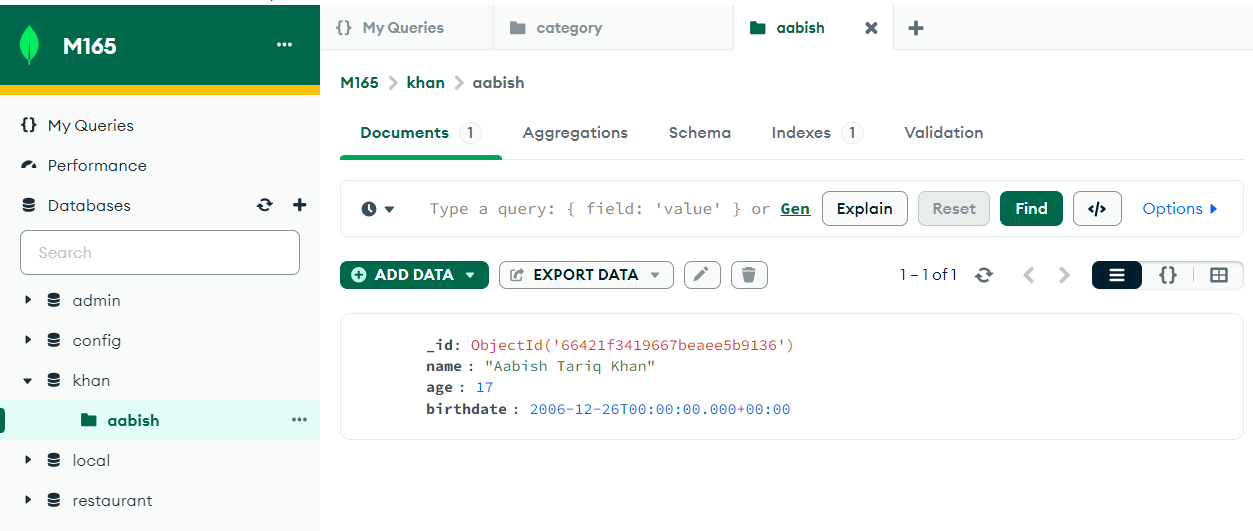 M165
My Queries
Performance
Databases
Search
admin
config
khan
aabish
local
restaurant
{} My Queries
category
aabish
M165 > khan > aabish
Documents 1 Aggregations Schema Indexes 1 Validation
Type a query: { field: 'value' } or Gen Explain Reset Find </> Options
ADD DATA EXPORT DATA 1 – 1 of 1 {}
_id: ObjectId('66421f3419667beaee5b9136')
name : "Aabish Tariq Khan"
age : 17
birthdate : 2006-12-26T00:00:00.000+00:00